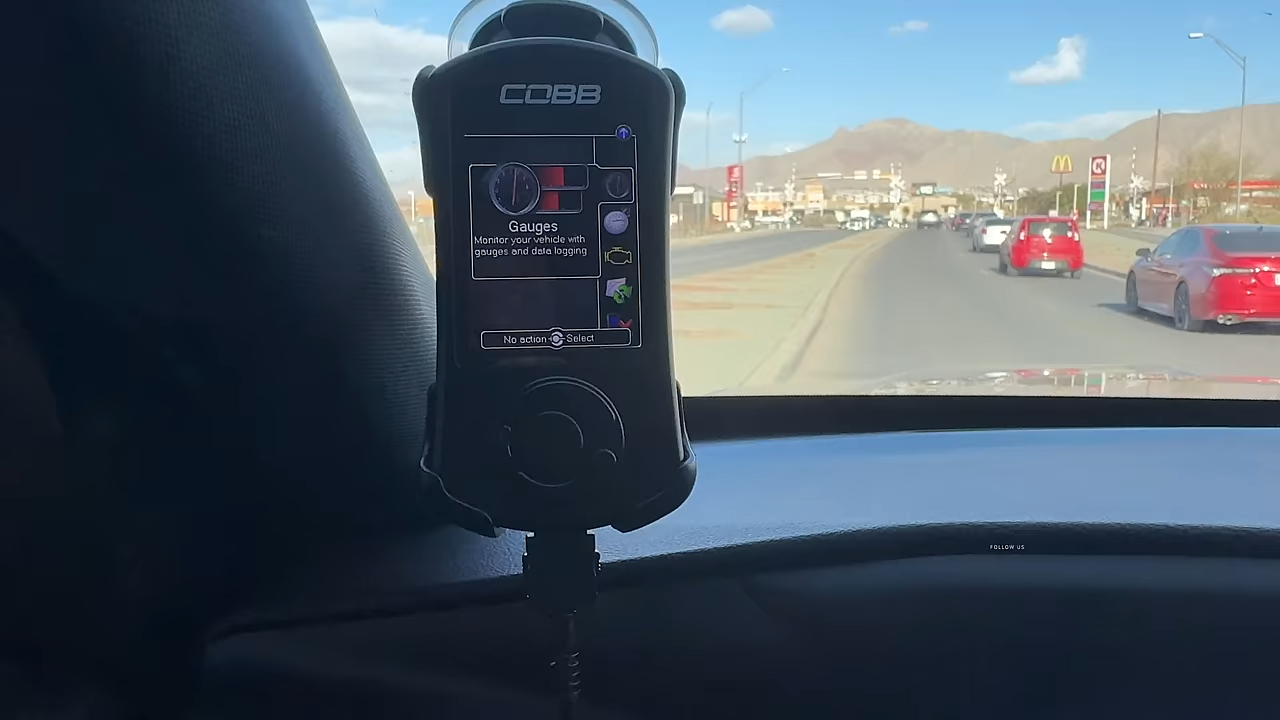 COBB
Gauges
Monitor your vehicle with
gauges and data logging
No action
Select
FOLLOW US